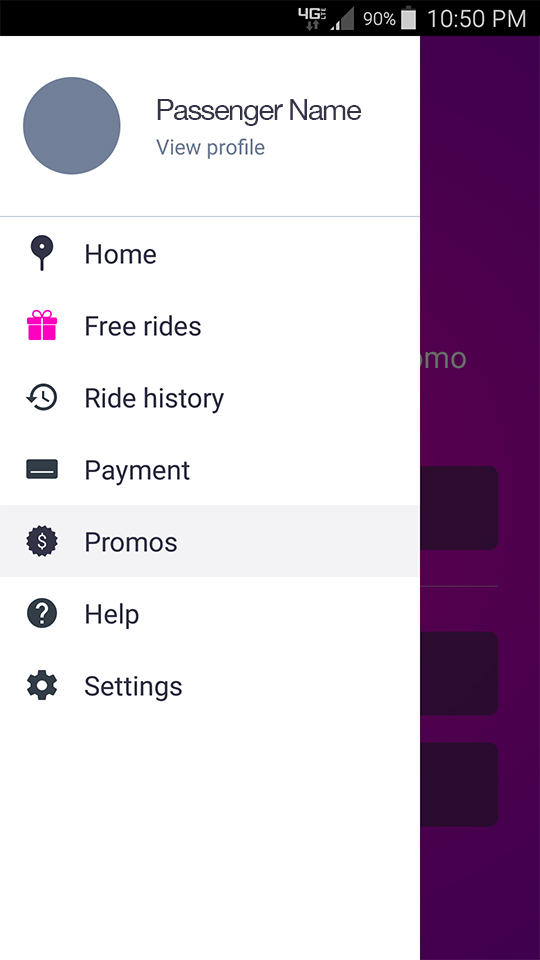 4G LTE 90% 10:50 PM
Passenger Name
View profile
Home
Free rides
Ride history
omo
Payment
$ Promos
? Help
Settings